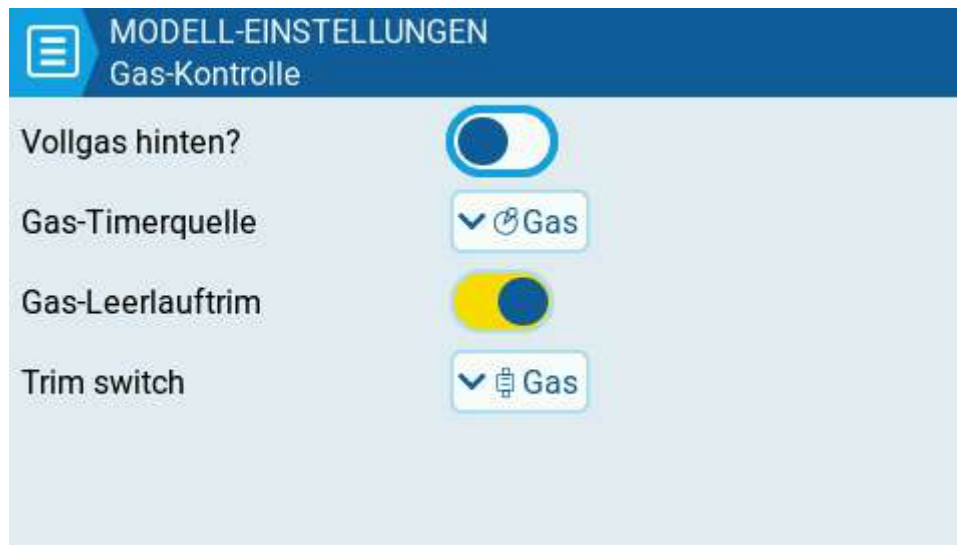 MODELL-EINSTELLUNGEN
Gas-Kontrolle
Vollgas hinten?
Gas-Timerquelle Gas
Gas-Leerlauftrim
Trim switch Gas